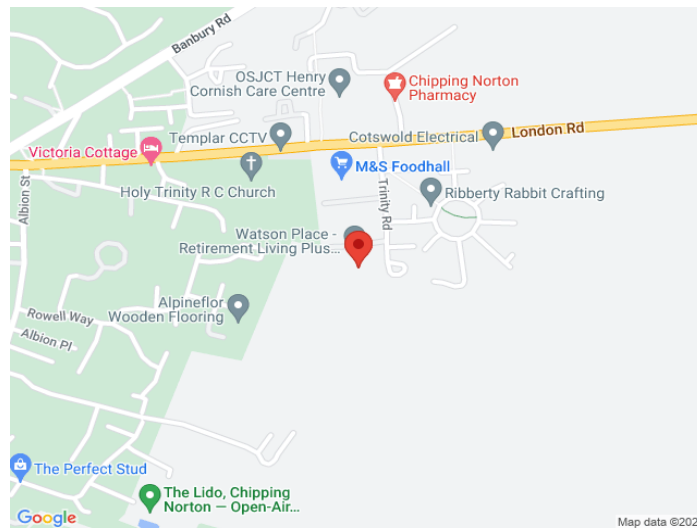 Banbury Rd
OSJCT Henry
Cornish Care Centre
Chipping Norton
Pharmacy
Templar CCTV
Cotswold Electrical
London Rd
Victoria Cottage
M&S Foodhall
Holy Trinity R C Church
Albion St
Trinity Rd
Ribberty Rabbit Crafting
Watson Place -
Retirement Living Plus...
Alpineflor
Wooden Flooring
Rowell Way
Albion Pl
The Perfect Stud
The Lido, Chipping
Norton — Open-Air...
Google
Map data ©202